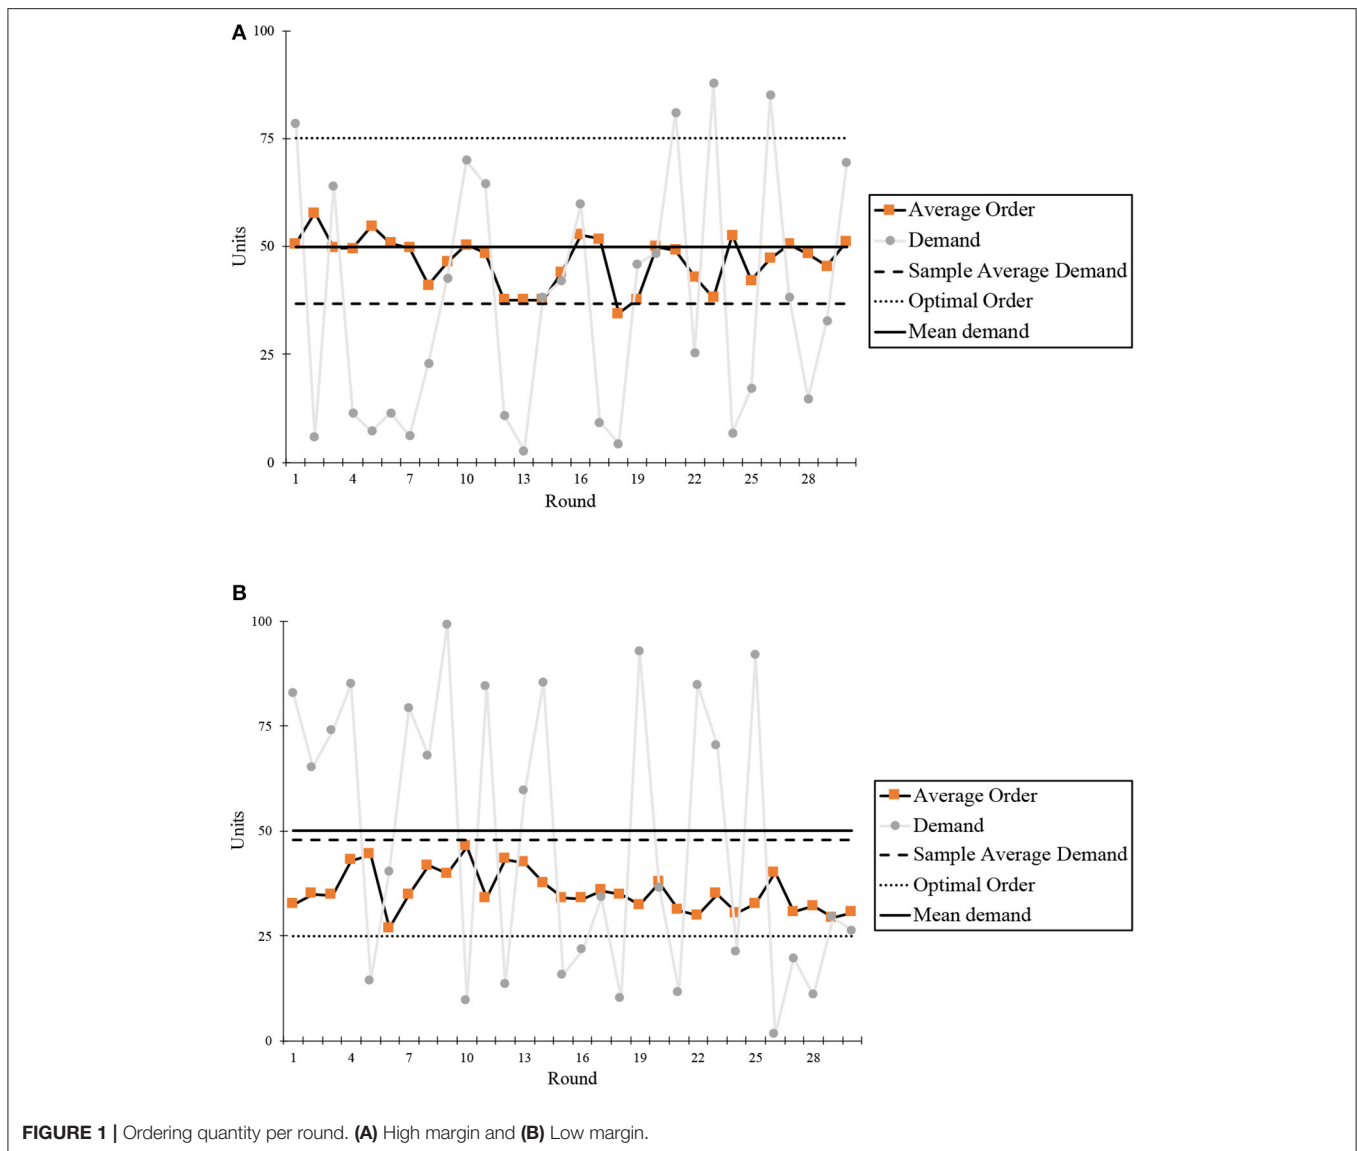 A
100
75
50
25
0
Units
1 4 7 10 13 16 19 22 25 28
Round
Average Order
Demand
Sample Average Demand
Optimal Order
Mean demand
B
100
75
50
25
0
Units
1 4 7 10 13 16 19 22 25 28
Round
Average Order
Demand
Sample Average Demand
Optimal Order
Mean demand
FIGURE 1 | Ordering quantity per round. (A) High margin and (B) Low margin.